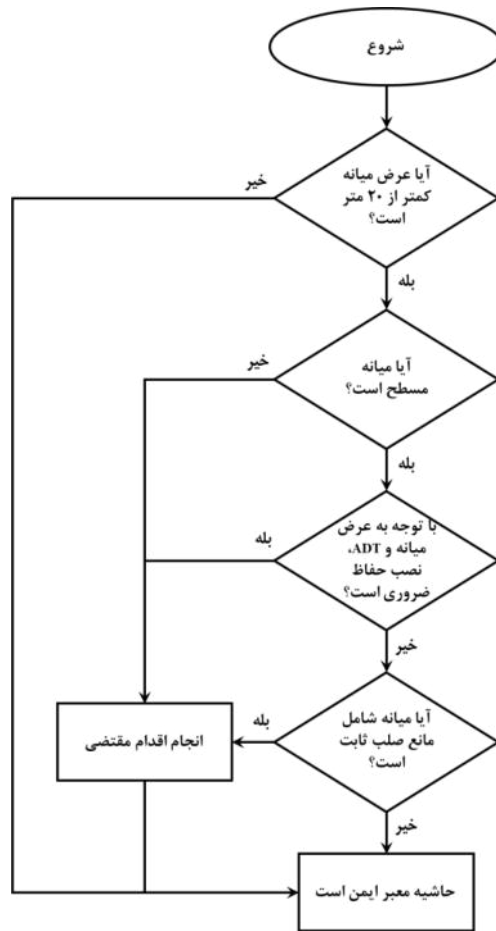 شروع
آیا عرض میانه
کمتر از ۲۰ متر
است؟
خیر
بله
آیا میانه
مسطح است؟
خیر
بله
با توجه به عرض
میانه و ADT،
نصب حفاظ
ضروری است؟
بله
خیر
آیا میانه شامل
مانع صلب ثابت
است؟
بله
انجام اقدام مقتضی
خیر
حاشیه معبر ایمن است